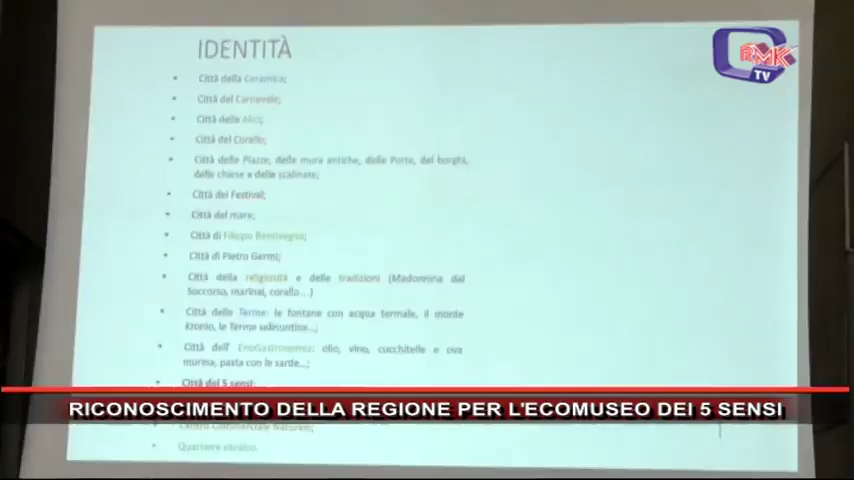 IDENTITÀ
RMK
TV
• Città della Ceramica;
• Città del Carnevale;
• Città delle Alici;
• Città del Corallo;
• Città delle Piazze, delle mura antiche, delle Porte, dei borghi,
delle chiese e delle scalinate;
• Città dei Festival;
• Città del mare;
• Città di Filippo Bentivegna;
• Città di Pietro Germi;
• Città della religiosità e delle tradizioni (Madonnina del
Soccorso, marinai, corallo...)
• Città delle Terme: le fontane con acqua termale, il monte
Kronio, le Terme selinuntine...;
• Città dell' EnoGastronomia: olio, vino, cucchitelle e ova
murina, pasta con le sarde...;
• Città dei 5 sensi;
RICONOSCIMENTO DELLA REGIONE PER L'ECOMUSEO DEI 5 SENSI
• Centro Commerciale Naturale;
• Quartiere ebraico.